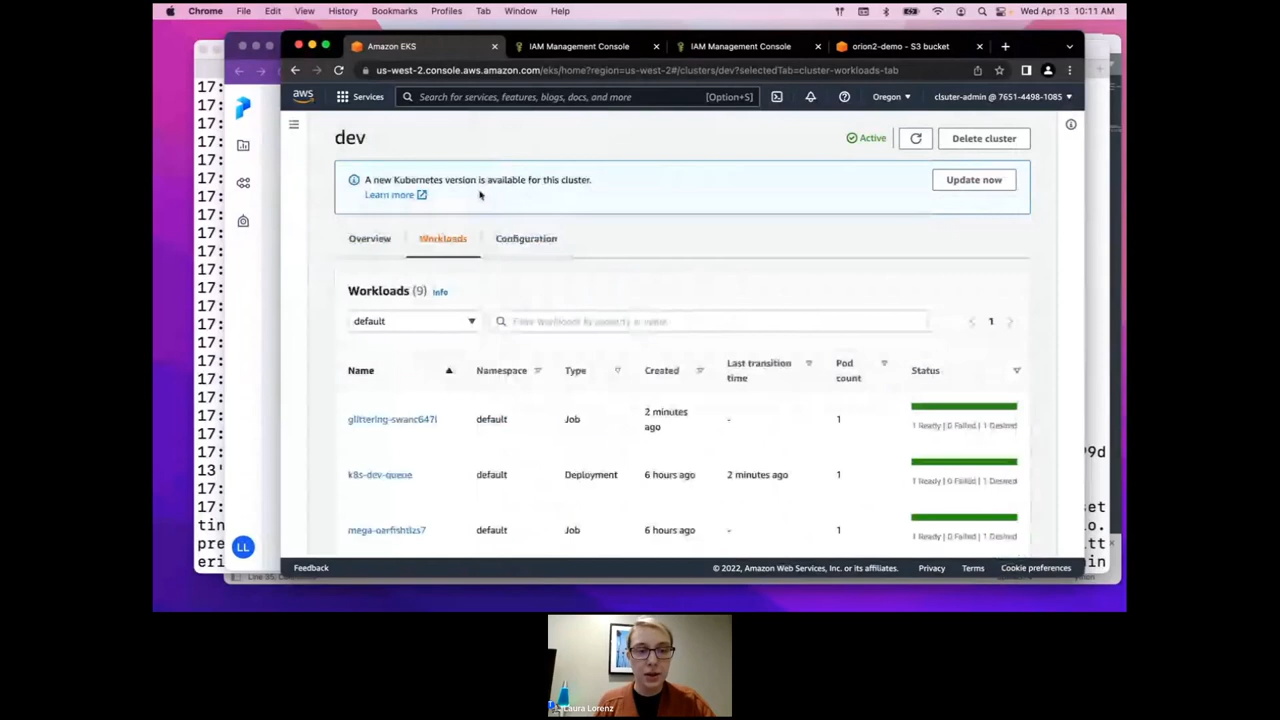 Chrome File Edit View History Bookmarks Profiles Tab Window Help Wed Apr 13 10:11 AM
Amazon EKS IAM Management Console IAM Management Console orion2-demo - S3 bucket
us-west-2.console.aws.amazon.com/eks/home?region=us-west-2#/clusters/dev?selectedTab=cluster-workloads-tab
aws Services Search for services, features, blogs, docs, and more [Option+S] Oregon clsuter-admin @ 7651-4498-1085
dev Active Delete cluster
A new Kubernetes version is available for this cluster. Update now
Learn more
Overview Workloads Configuration
Workloads (9) Info
default 1
Name Namespace Type Created Last transition time Pod count Status
glittering-swanc647l default Job 2 minutes ago - 1
1 Ready | 0 Failed | 1 Desired
k8s-dev-queue default Deployment 6 hours ago 2 minutes ago 1
1 Ready | 0 Failed | 1 Desired
mega-oarfishtlzs7 default Job 6 hours ago - 1
1 Ready | 0 Failed | 1 Desired
LL
Feedback © 2022, Amazon Web Services, Inc. or its affiliates. Privacy Terms Cookie preferences
Laura Lorenz